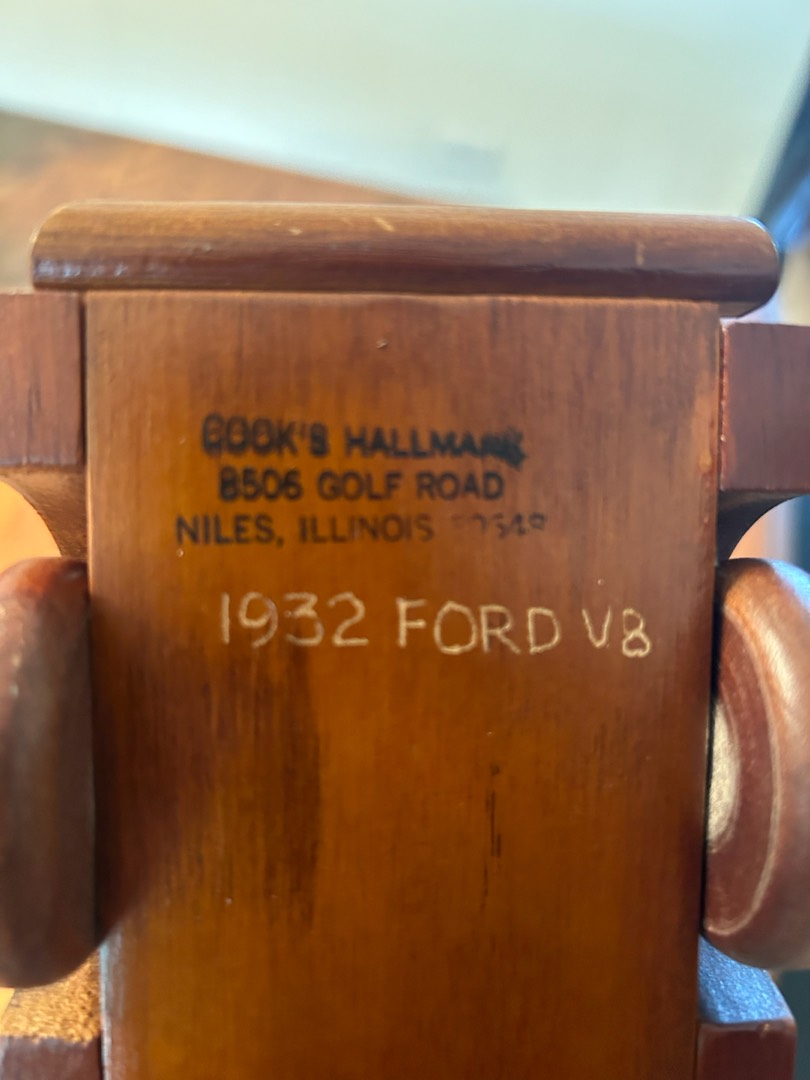 COOK'S HALLMARK
8506 GOLF ROAD
NILES, ILLINOIS
1932 FORD V8